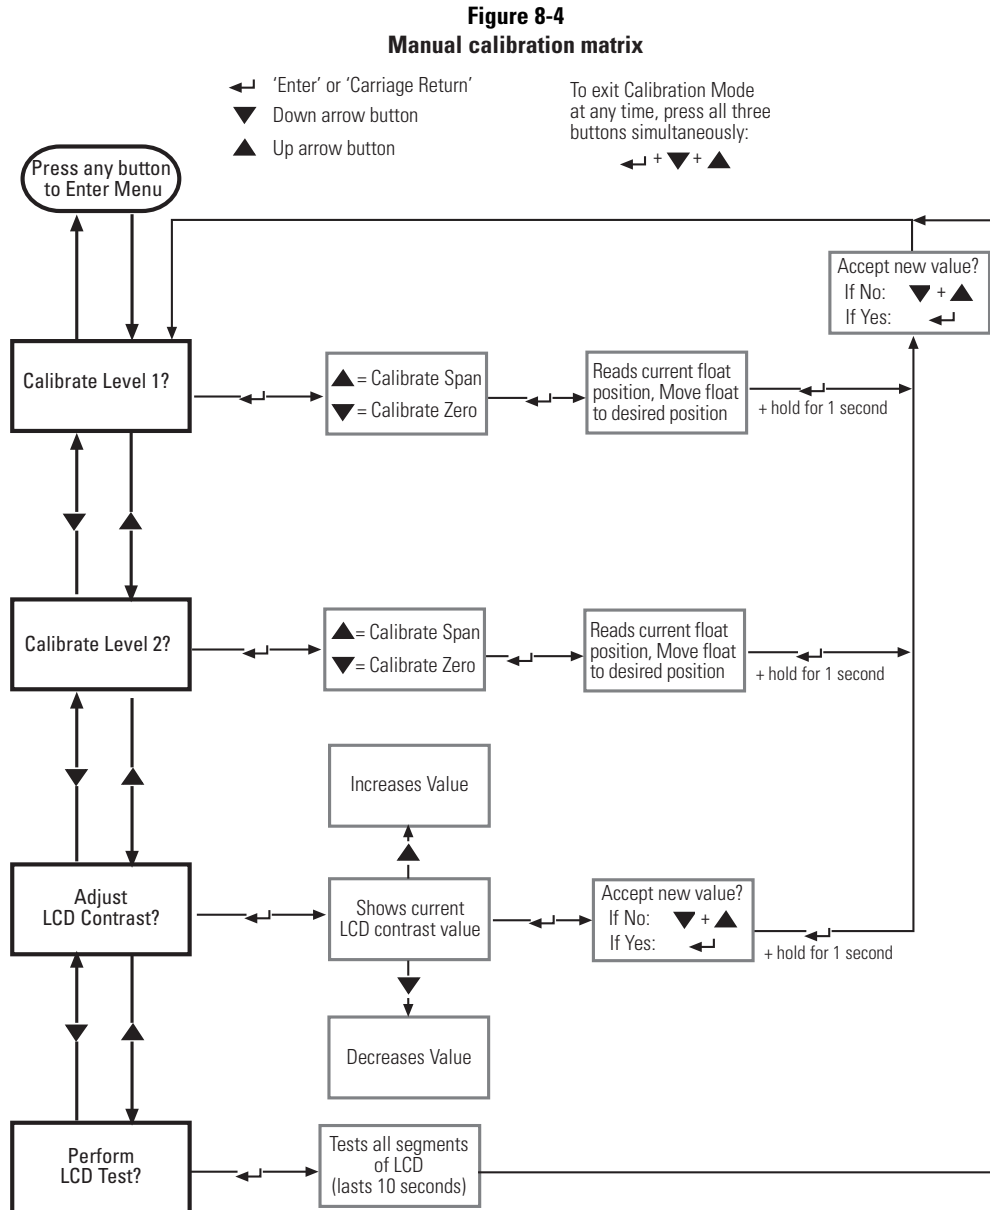 Figure 8-4
Manual calibration matrix
'Enter' or 'Carriage Return'
Down arrow button
Up arrow button
To exit Calibration Mode
at any time, press all three
buttons simultaneously:
↵ + ▼ + ▲
Press any button
to Enter Menu
Accept new value?
If No: ▼ + ▲
If Yes: ↵
Calibrate Level 1?
▲ = Calibrate Span
▼ = Calibrate Zero
Reads current float
position, Move float
to desired position
+ hold for 1 second
Calibrate Level 2?
▲ = Calibrate Span
▼ = Calibrate Zero
Reads current float
position, Move float
to desired position
+ hold for 1 second
Increases Value
Adjust
LCD Contrast?
Shows current
LCD contrast value
Accept new value?
If No: ▼ + ▲
If Yes: ↵
+ hold for 1 second
Decreases Value
Perform
LCD Test?
Tests all segments
of LCD
(lasts 10 seconds)